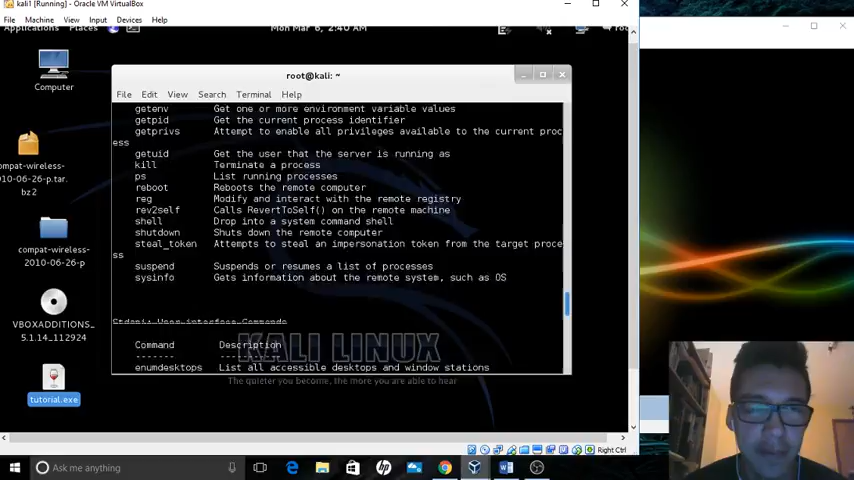 kali1 [Running] - Oracle VM VirtualBox
File Machine View Input Devices Help
Applications Places Mon Mar 6, 2:40 AM
Computer
compat-wireless-
2010-06-26-p.tar.
bz2
compat-wireless-
2010-06-26-p
VBOXADDITIONS_
5.1.14_112924
tutorial.exe
root@kali: ~
File Edit View Search Terminal Help
getenv Get one or more environment variable values
getpid Get the current process identifier
getprivs Attempt to enable all privileges available to the current proc
ess
getuid Get the user that the server is running as
kill Terminate a process
ps List running processes
reboot Reboots the remote computer
reg Modify and interact with the remote registry
rev2self Calls RevertToSelf() on the remote machine
shell Drop into a system command shell
shutdown Shuts down the remote computer
steal_token Attempts to steal an impersonation token from the target proce
ss
suspend Suspends or resumes a list of processes
sysinfo Gets information about the remote system, such as OS
Stdapi: User interface Commands
Command Description
------- -----------
enumdesktops List all accessible desktops and window stations
KALI LINUX
The quieter you become, the more you are able to hear
Right Ctrl
Ask me anything